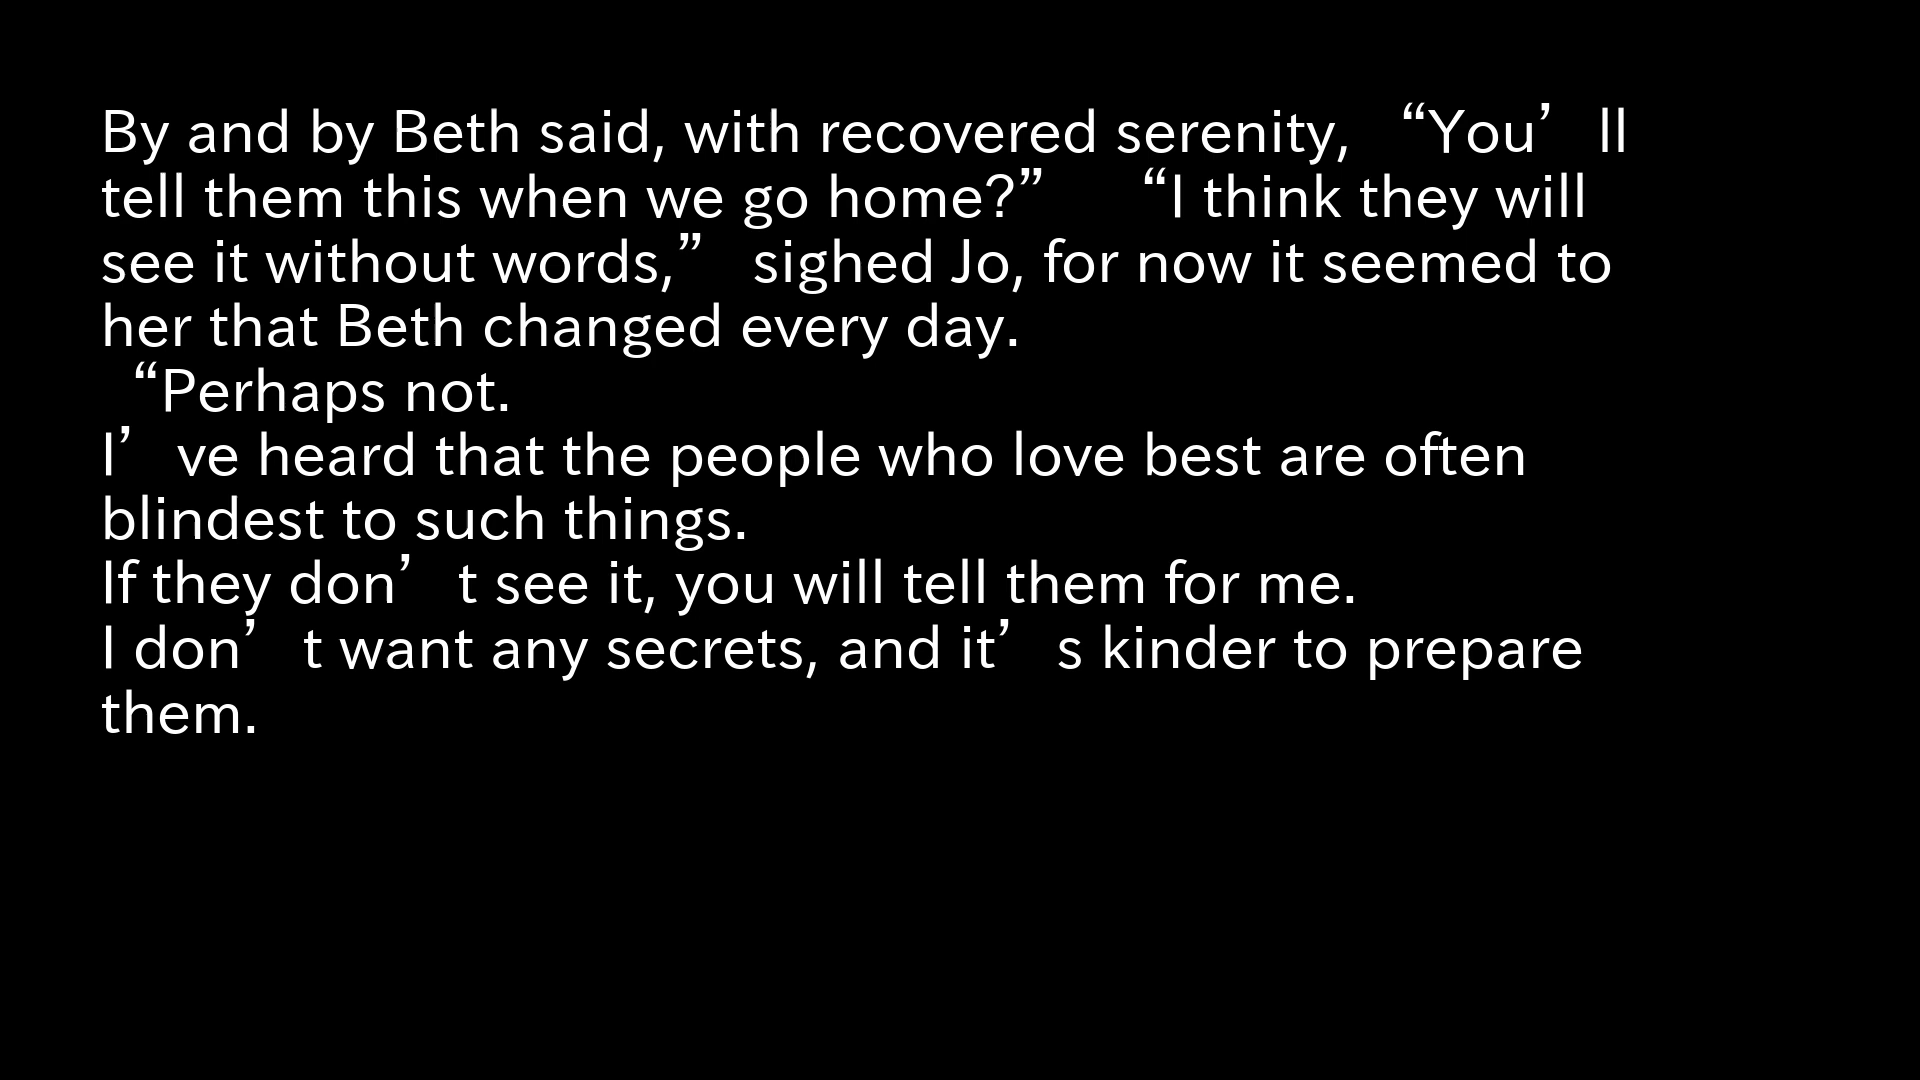 By and by Beth said, with recovered serenity, “You’ll
tell them this when we go home?” “I think they will
see it without words,” sighed Jo, for now it seemed to
her that Beth changed every day.
“Perhaps not.
I’ve heard that the people who love best are often
blindest to such things.
If they don’t see it, you will tell them for me.
I don’t want any secrets, and it’s kinder to prepare
them.